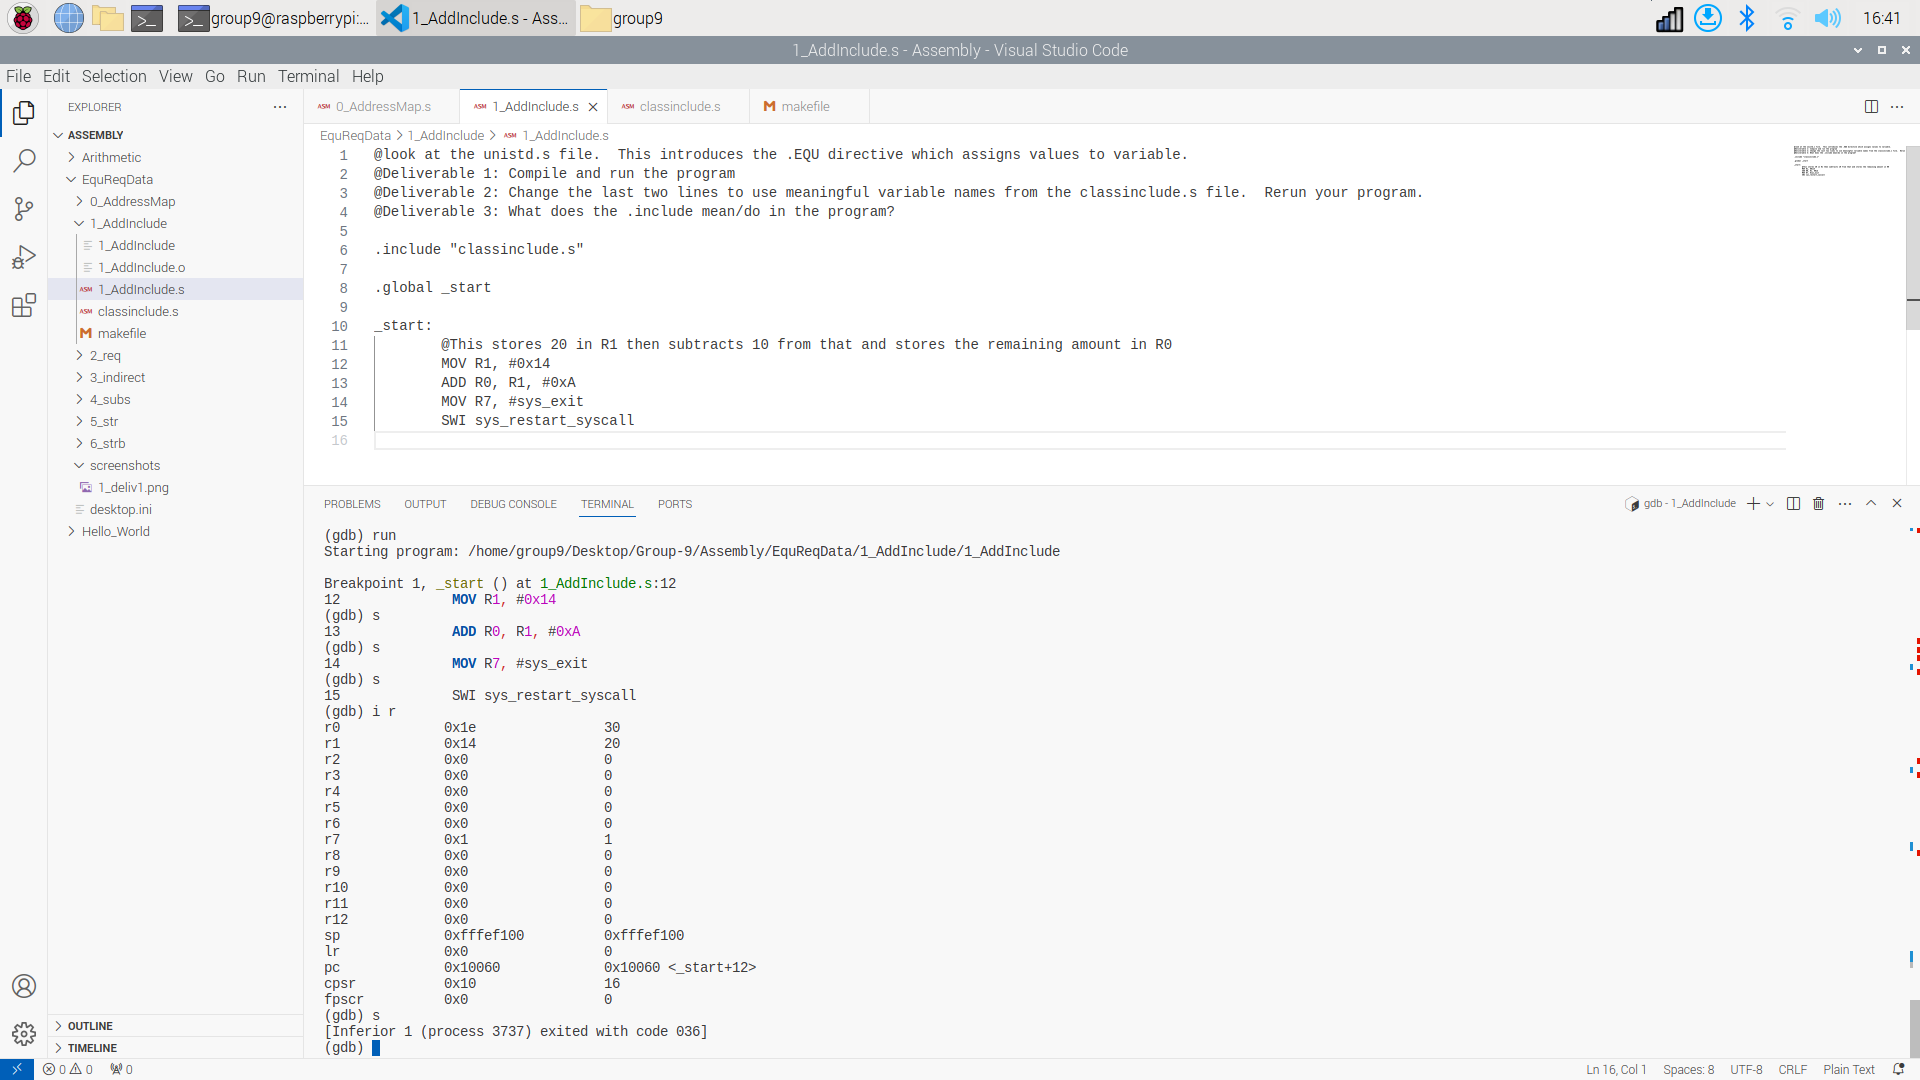 group9@raspberrypi:... 1_AddInclude.s - Ass... group9 16:41
1_AddInclude.s - Assembly - Visual Studio Code
File Edit Selection View Go Run Terminal Help
EXPLORER
ASSEMBLY
Arithmetic
EquReqData
0_AddressMap
1_AddInclude
1_AddInclude
1_AddInclude.o
ASM 1_AddInclude.s
ASM classinclude.s
M makefile
2_req
3_indirect
4_subs
5_str
6_strb
screenshots
1_deliv1.png
desktop.ini
Hello_World
OUTLINE
TIMELINE
ASM 0_AddressMap.s ASM 1_AddInclude.s ASM classinclude.s M makefile
EquReqData > 1_AddInclude > ASM 1_AddInclude.s
1 @look at the unistd.s file.  This introduces the .EQU directive which assigns values to variable.
2 @Deliverable 1: Compile and run the program
3 @Deliverable 2: Change the last two lines to use meaningful variable names from the classinclude.s file.  Rerun your program.
4 @Deliverable 3: What does the .include mean/do in the program?
5
6 .include "classinclude.s"
7
8 .global _start
9
10 _start:
11 @This stores 20 in R1 then subtracts 10 from that and stores the remaining amount in R0
12 MOV R1, #0x14
13 ADD R0, R1, #0xA
14 MOV R7, #sys_exit
15 SWI sys_restart_syscall
16
PROBLEMS OUTPUT DEBUG CONSOLE TERMINAL PORTS gdb - 1_AddInclude
(gdb) run
Starting program: /home/group9/Desktop/Group-9/Assembly/EquReqData/1_AddInclude/1_AddInclude
Breakpoint 1, _start () at 1_AddInclude.s:12
12 MOV R1, #0x14
(gdb) s
13 ADD R0, R1, #0xA
(gdb) s
14 MOV R7, #sys_exit
(gdb) s
15 SWI sys_restart_syscall
(gdb) i r
r0 0x1e 30
r1 0x14 20
r2 0x0 0
r3 0x0 0
r4 0x0 0
r5 0x0 0
r6 0x0 0
r7 0x1 1
r8 0x0 0
r9 0x0 0
r10 0x0 0
r11 0x0 0
r12 0x0 0
sp 0xfffef100 0xfffef100
lr 0x0 0
pc 0x10060 0x10060 <_start+12>
cpsr 0x10 16
fpscr 0x0 0
(gdb) s
[Inferior 1 (process 3737) exited with code 036]
(gdb)
0 0 0 Ln 16, Col 1 Spaces: 8 UTF-8 CRLF Plain Text